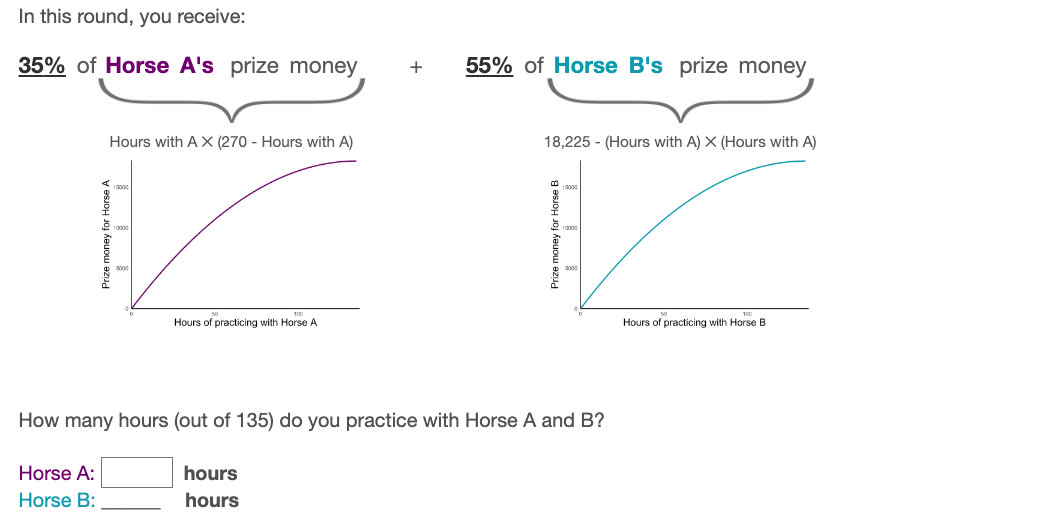 In this round, you receive:
35% of Horse A's prize money + 55% of Horse B's prize money
Hours with A X (270 - Hours with A)
18,225 - (Hours with A) X (Hours with A)
Prize money for Horse A
15000
10000
5000
0
0 50 100
Hours of practicing with Horse A
Prize money for Horse B
15000
10000
5000
0
0 50 100
Hours of practicing with Horse B
How many hours (out of 135) do you practice with Horse A and B?
Horse A: hours
Horse B: ______ hours